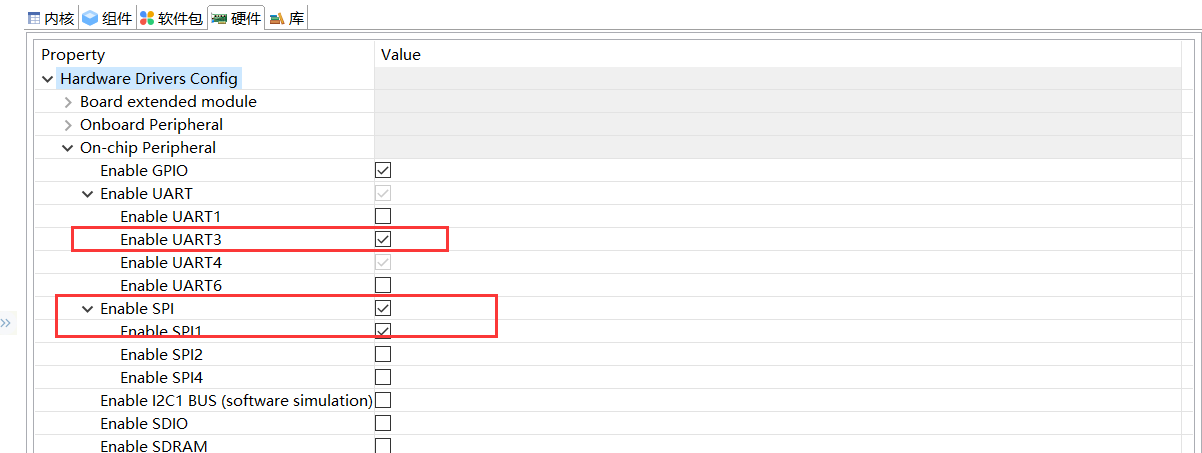 内核 组件 软件包 硬件 库
Property Value
Hardware Drivers Config
Board extended module
Onboard Peripheral
On-chip Peripheral
Enable GPIO
Enable UART
Enable UART1
Enable UART3
Enable UART4
Enable UART6
Enable SPI
Enable SPI1
Enable SPI2
Enable SPI4
Enable I2C1 BUS (software simulation)
Enable SDIO
Enable SDRAM